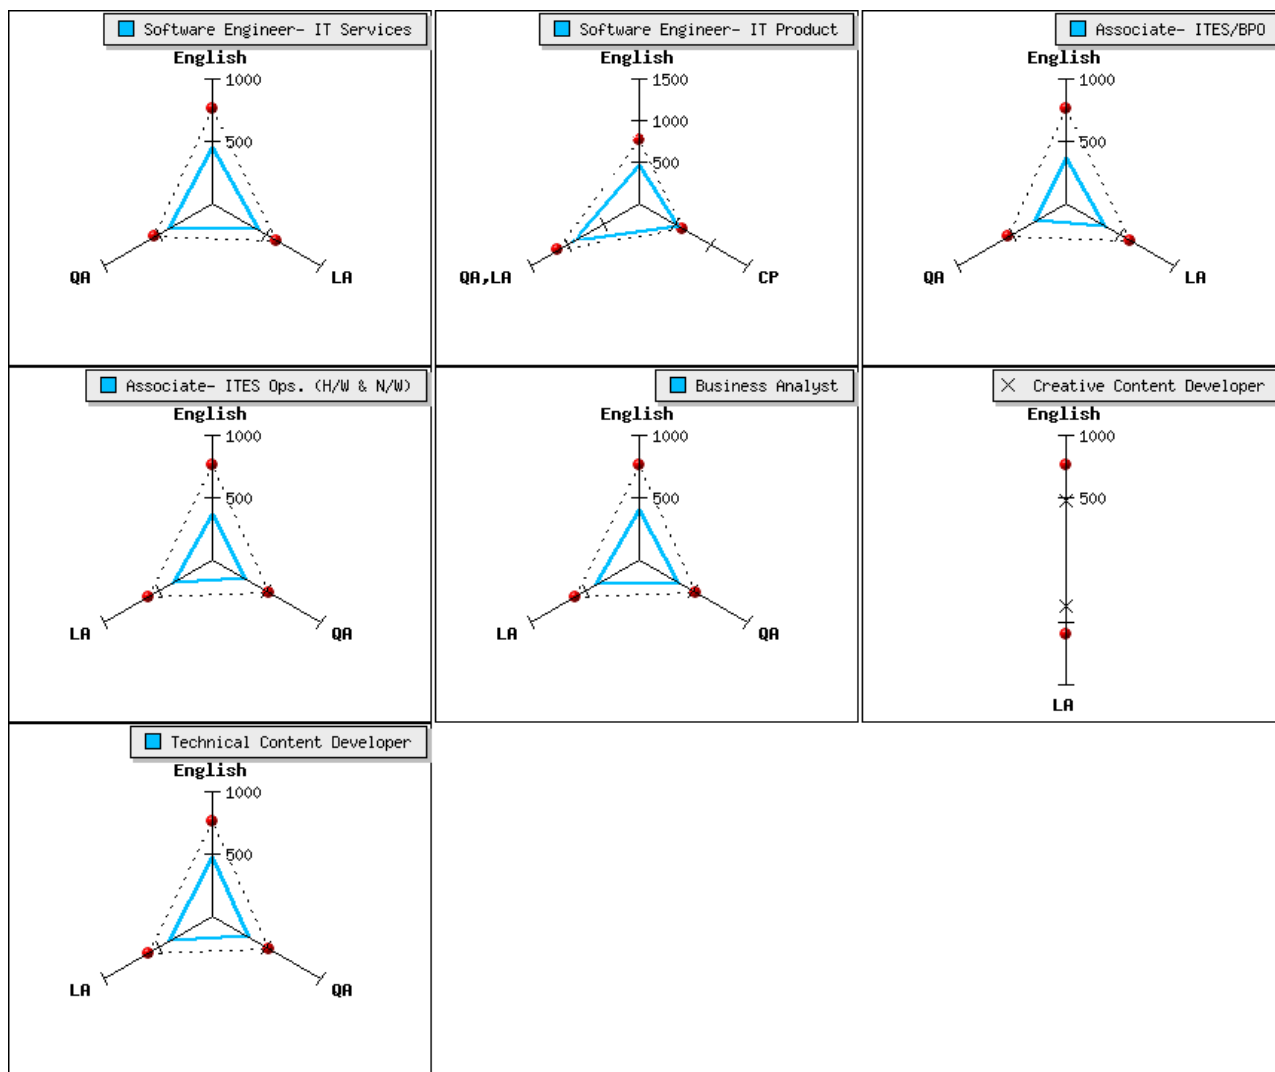 Software Engineer- IT Services
English
1000
500
QA
LA
Software Engineer- IT Product
English
1500
1000
500
QA,LA
CP
Associate- ITES/BPO
English
1000
500
QA
LA
Associate- ITES Ops. (H/W & N/W)
English
1000
500
LA
QA
Business Analyst
English
1000
500
LA
QA
Creative Content Developer
English
1000
500
LA
Technical Content Developer
English
1000
500
LA
QA